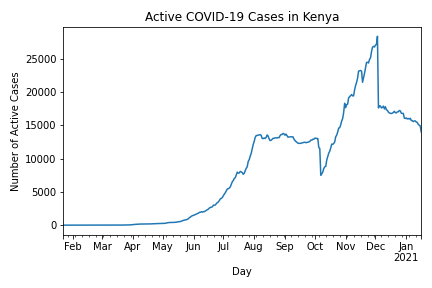 Active COVID-19 Cases in Kenya
Number of Active Cases
25000
20000
15000
10000
5000
0
Feb Mar Apr May Jun Jul Aug Sep Oct Nov Dec Jan
2021
Day